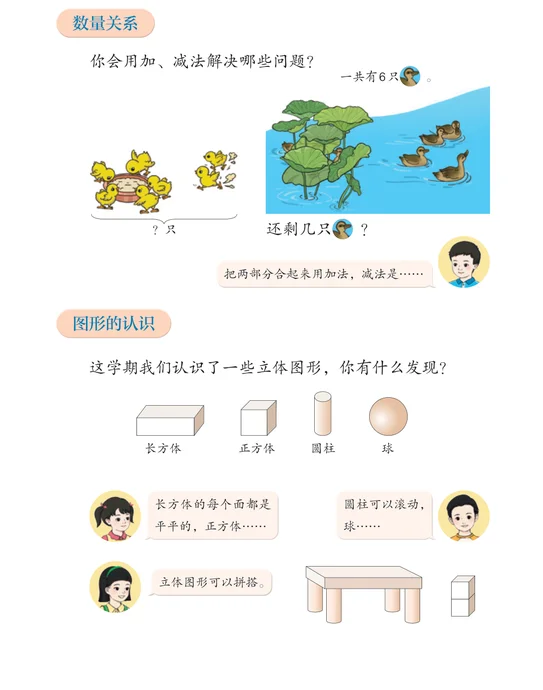 数量关系
你会用加、减法解决哪些问题？
一共有6只 。
？只
还剩几只 ？
把两部分合起来用加法，减法是……
图形的认识
这学期我们认识了一些立体图形，你有什么发现？
长方体
正方体
圆柱
球
长方体的每个面都是
平平的，正方体……
圆柱可以滚动，
球……
立体图形可以拼搭。